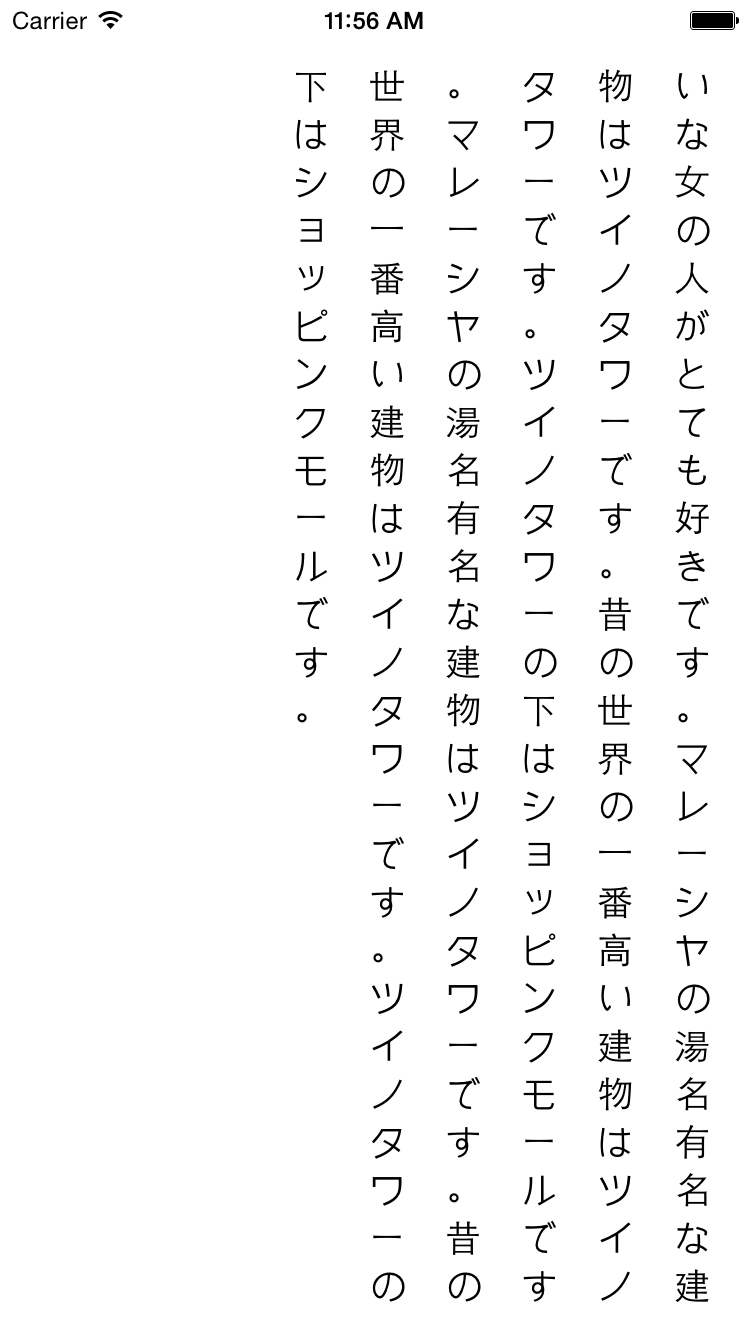 Carrier 11:56 AM
いな女の人がとても好きです。マレーシヤの湯名有名な建
物はツイノタワーです。昔の世界の一番高い建物はツイノ
タワーです。ツイノタワーの下はショッピンクモールです
。マレーシヤの湯名有名な建物はツイノタワーです。昔の
世界の一番高い建物はツイノタワーです。ツイノタワーの
下はショッピンクモールです。